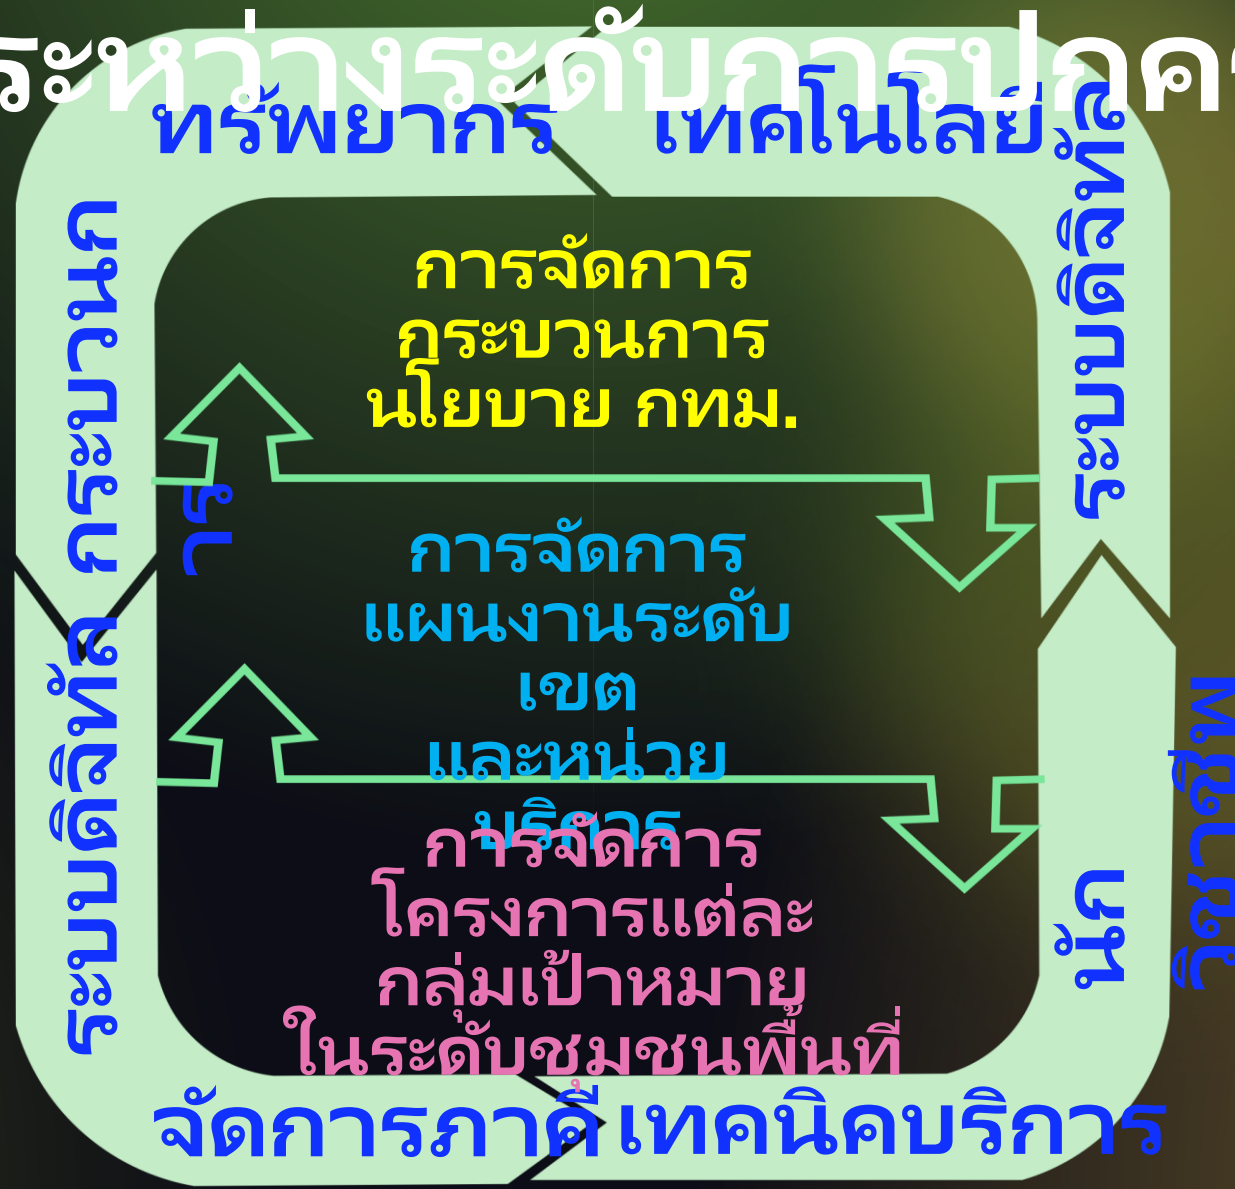 ระหว่างระดับการปกค
ทรัพยากร
เทคโนโลยี
ระบบดิจิทัล
กระบวนก
าร
การจัดการ
กระบวนการ
นโยบาย กทม.
การจัดการ
แผนงานระดับ
เขต
และหน่วย
บริการ
ระบบดิจิทัล
นัก
วิชาชีพ
การจัดการ
โครงการแต่ละ
กลุ่มเป้าหมาย
ในระดับชุมชนพื้นที่
จัดการภาคี
เทคนิคบริการ